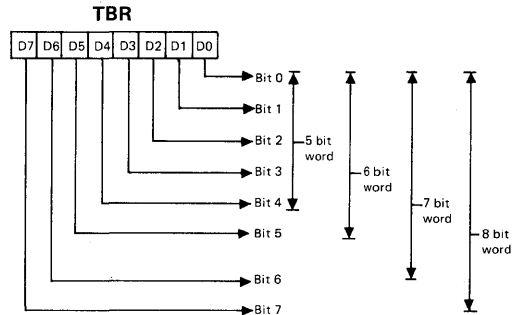 TBR
D7 D6 D5 D4 D3 D2 D1 D0
Bit 0
Bit 1
Bit 2
Bit 3
Bit 4
Bit 5
Bit 6
Bit 7
5 bit
word
6 bit
word
7 bit
word
8 bit
word